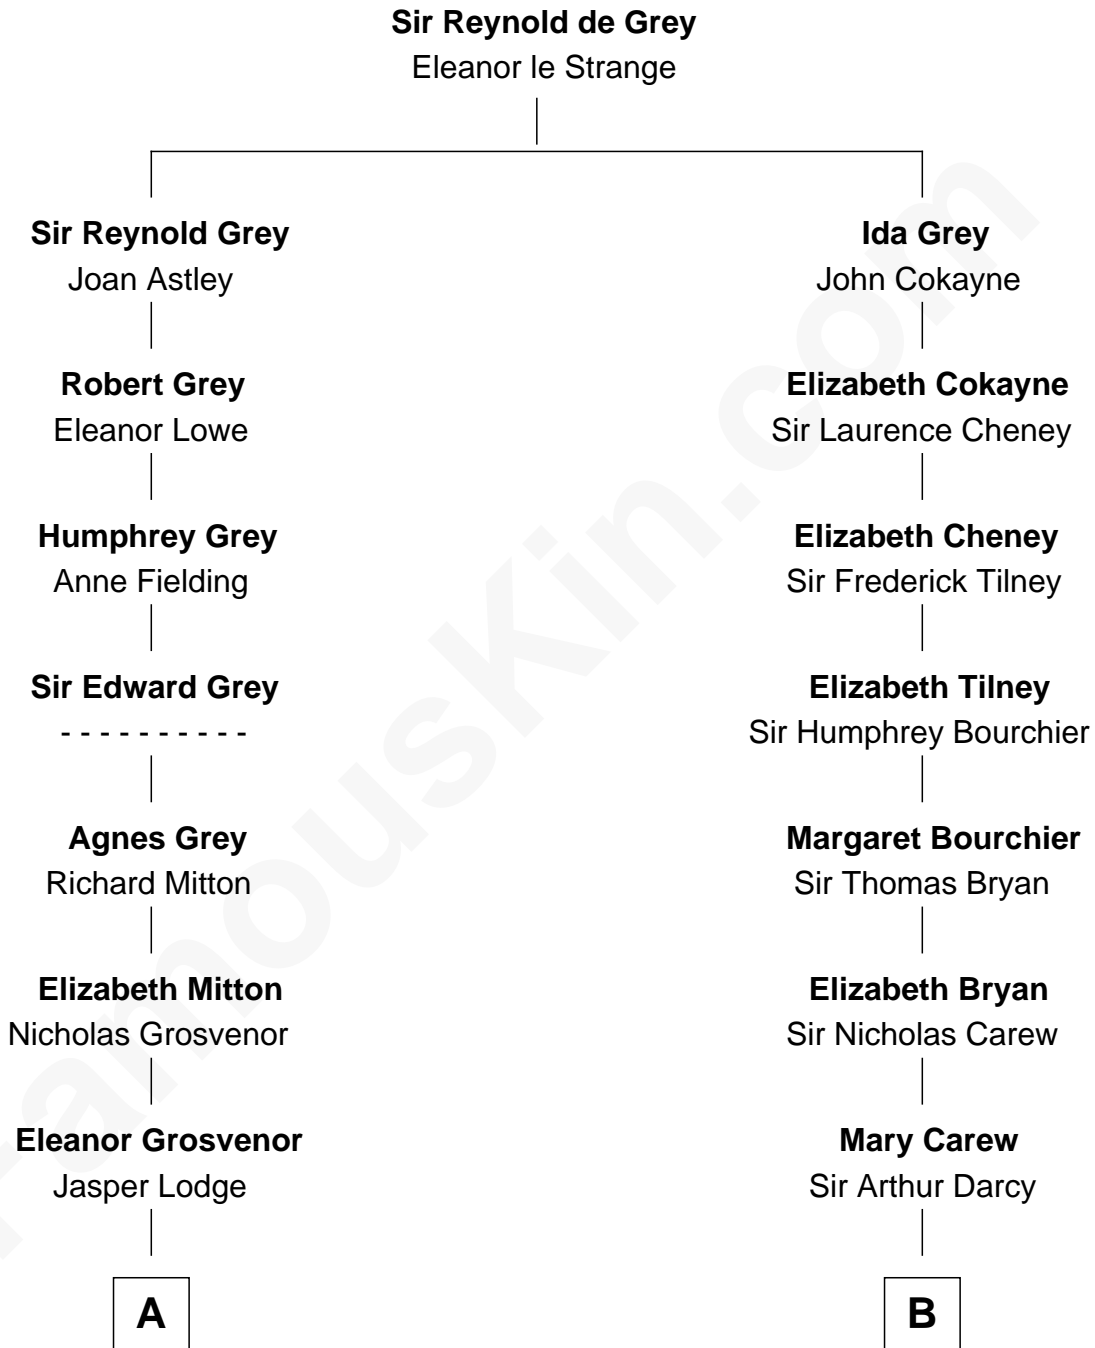 Sir Reynold de Grey
Eleanor le Strange
Sir Reynold Grey
Joan Astley
Robert Grey
Eleanor Lowe
Humphrey Grey
Anne Fielding
Sir Edward Grey
- - - - - - - - - -
Agnes Grey
Richard Mitton
Elizabeth Mitton
Nicholas Grosvenor
Eleanor Grosvenor
Jasper Lodge
A
Ida Grey
John Cokayne
Elizabeth Cokayne
Sir Laurence Cheney
Elizabeth Cheney
Sir Frederick Tilney
Elizabeth Tilney
Sir Humphrey Bourchier
Margaret Bourchier
Sir Thomas Bryan
Elizabeth Bryan
Sir Nicholas Carew
Mary Carew
Sir Arthur Darcy
B
FamousKin.com